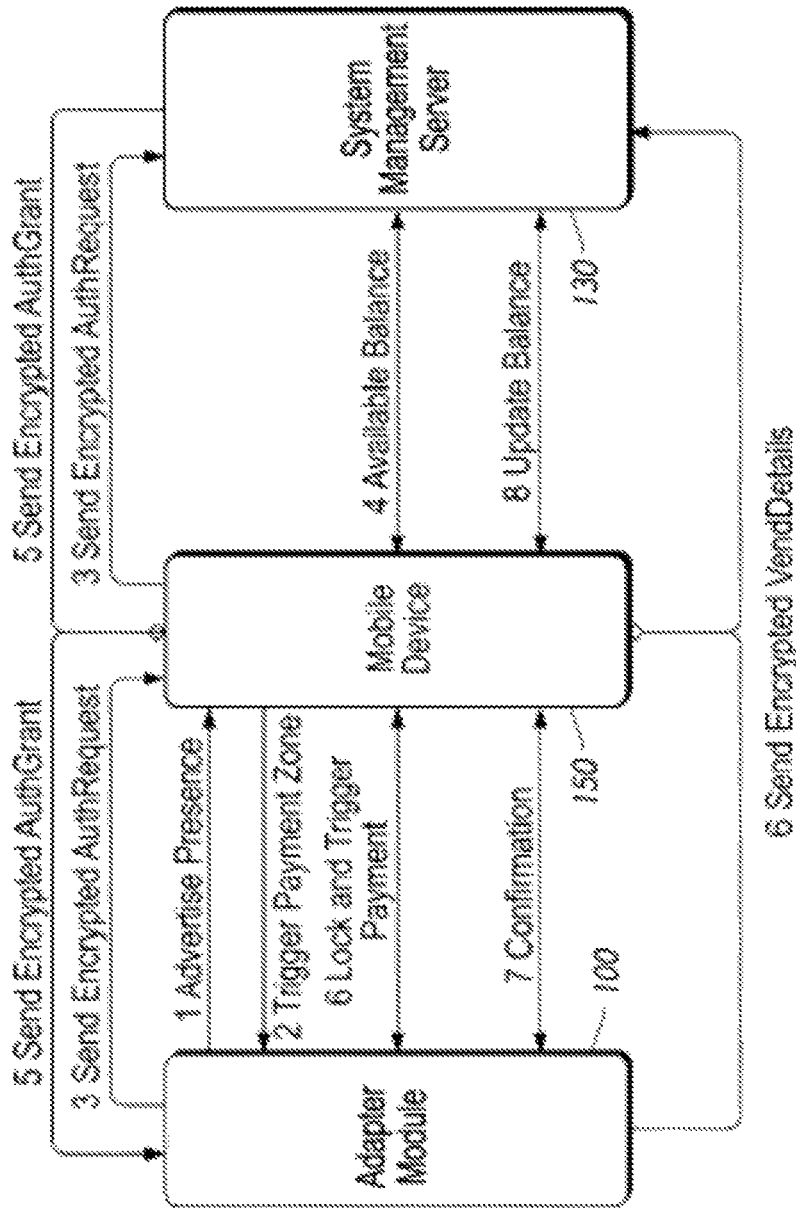 5 Send Encrypted AuthGrant
5 Send Encrypted AuthGrant
3 Send Encrypted AuthRequest
3 Send Encrypted AuthRequest
Adapter
Module
1 Advertise Presence
2 Trigger Payment Zone
6 Lock and Trigger
Payment
7 Confirmation
100
Mobile
Device
150
4 Available Balance
8 Update Balance
System
Management
Server
130
6 Send Encrypted VendDetails